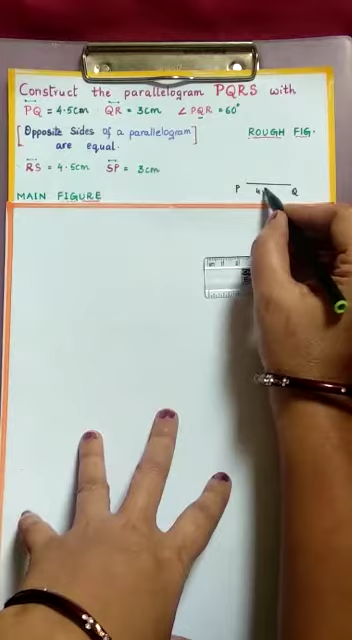 Construct the parallelogram PQRS with
PQ = 4.5cm QR = 3cm ∠PQR = 60°
[Opposite Sides of a parallelogram] ROUGH FIG.
are equal.
RS = 4.5cm SP = 3cm
P 4 Q
MAIN FIGURE